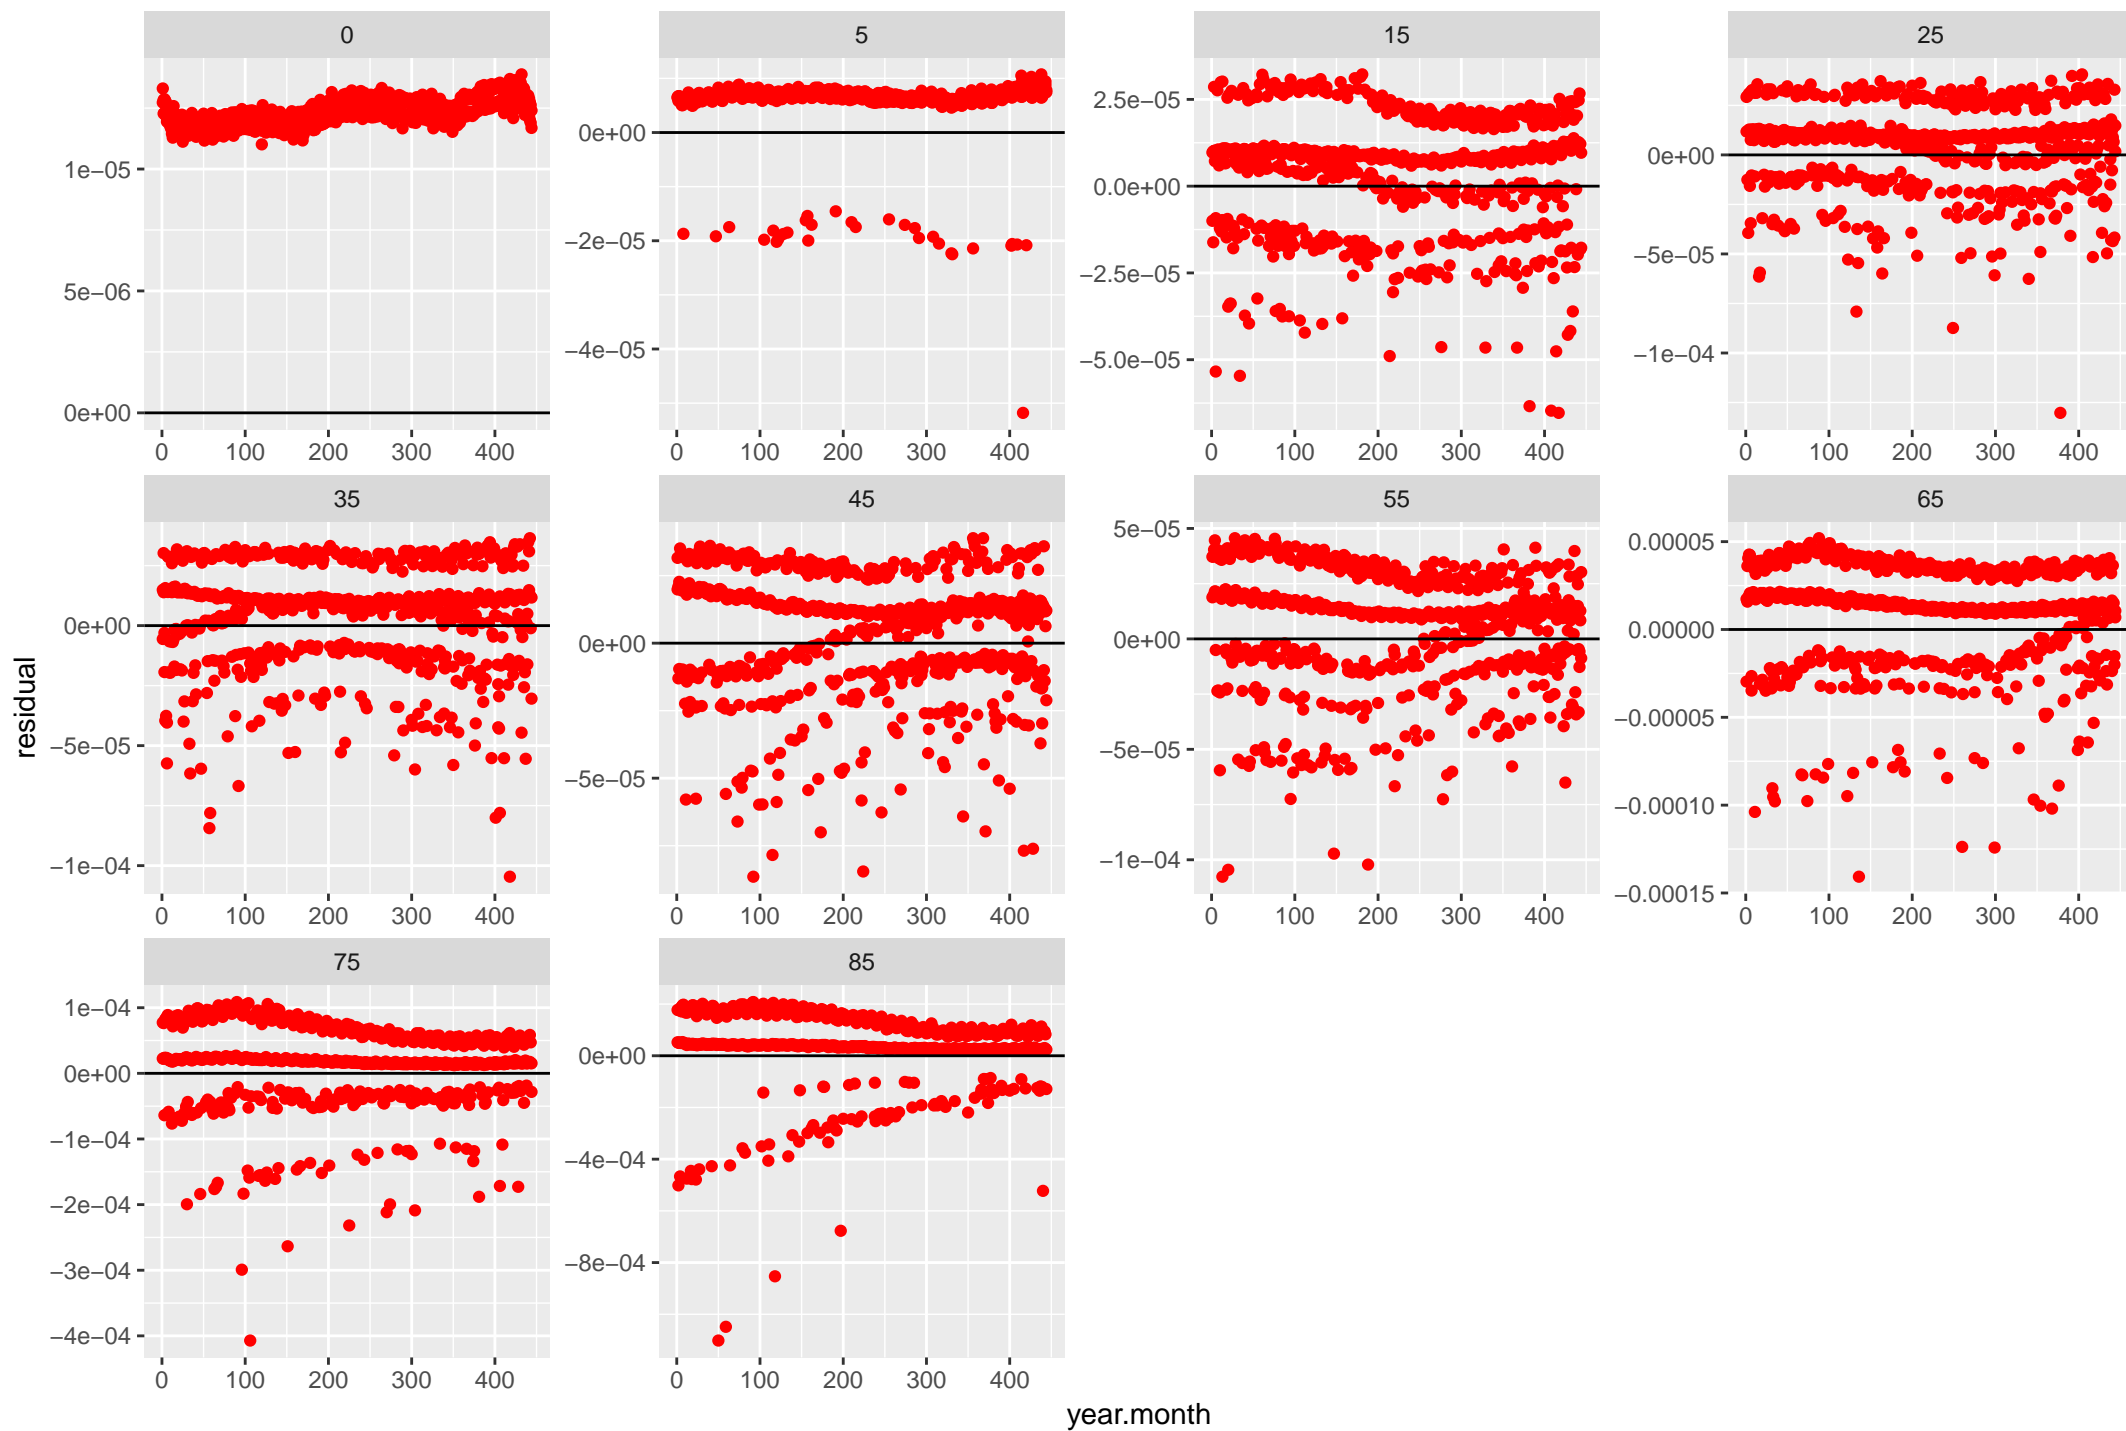 0 5 15 25
1e−05
5e−06
0e+00
0e+00
−2e−05
−4e−05
2.5e−05
0.0e+00
−2.5e−05
−5.0e−05
0e+00
−5e−05
−1e−04
0 100 200 300 400 0 100 200 300 400 0 100 200 300 400 0 100 200 300 400
35 45 55 65
0e+00
−5e−05
−1e−04
0e+00
−5e−05
5e−05
0e+00
−5e−05
−1e−04
0.00005
0.00000
−0.00005
−0.00010
−0.00015
0 100 200 300 400 0 100 200 300 400 0 100 200 300 400 0 100 200 300 400
residual
75 85
1e−04
0e+00
−1e−04
−2e−04
−3e−04
−4e−04
0e+00
−4e−04
−8e−04
0 100 200 300 400 0 100 200 300 400
year.month